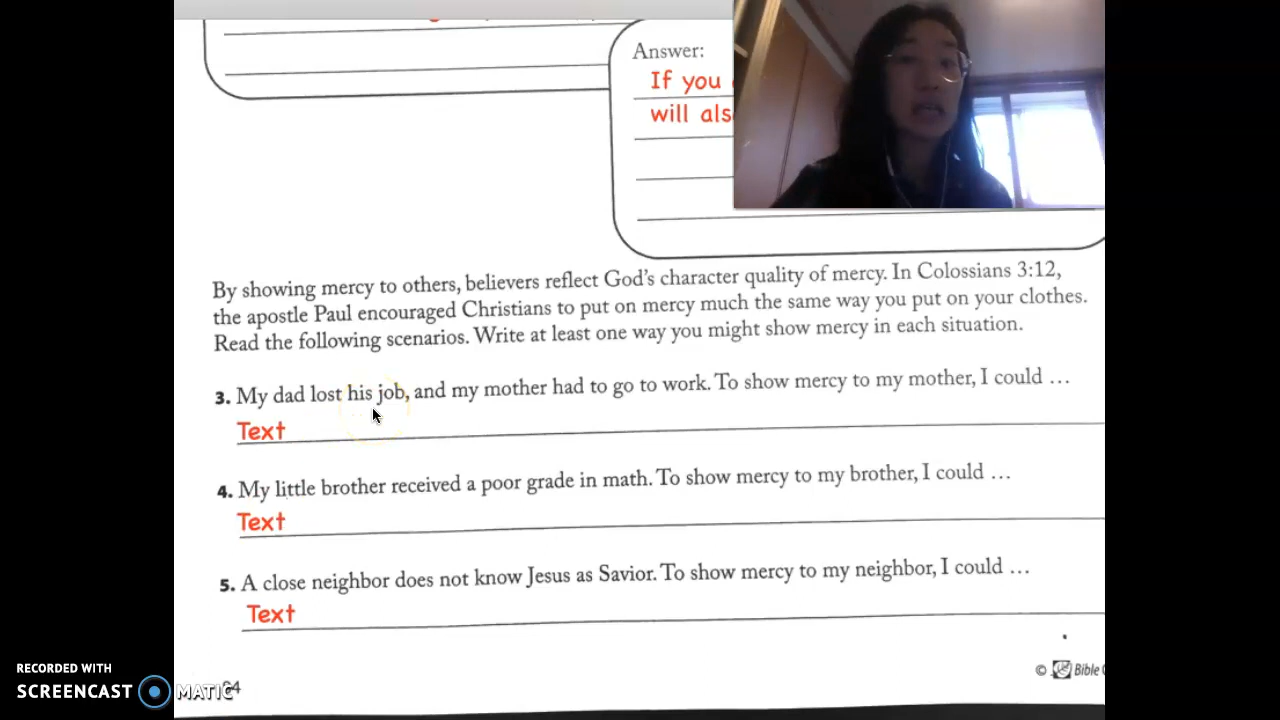 Answer:
If you
will als
By showing mercy to others, believers reflect God's character quality of mercy. In Colossians 3:12,
the apostle Paul encouraged Christians to put on mercy much the same way you put on your clothes.
Read the following scenarios. Write at least one way you might show mercy in each situation.
3. My dad lost his job, and my mother had to go to work. To show mercy to my mother, I could …
Text
4. My little brother received a poor grade in math. To show mercy to my brother, I could …
Text
5. A close neighbor does not know Jesus as Savior. To show mercy to my neighbor, I could …
Text
© Bible
RECORDED WITH
SCREENCAST MATIC